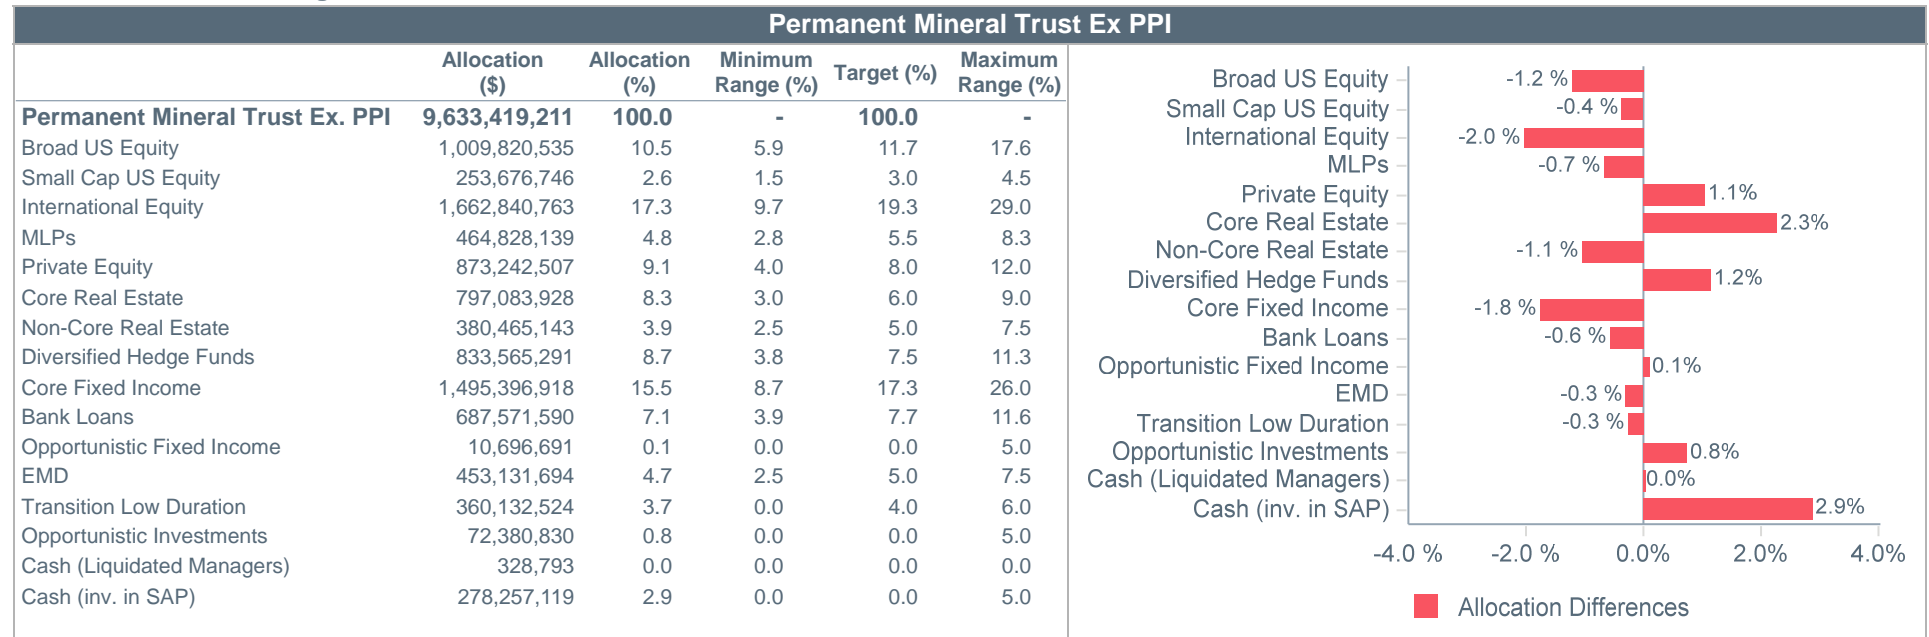 Permanent Mineral Trust Ex PPI
Allocation ($) Allocation (%) Minimum Range (%) Target (%) Maximum Range (%)
Permanent Mineral Trust Ex. PPI 9,633,419,211 100.0 - 100.0 -
Broad US Equity 1,009,820,535 10.5 5.9 11.7 17.6
Small Cap US Equity 253,676,746 2.6 1.5 3.0 4.5
International Equity 1,662,840,763 17.3 9.7 19.3 29.0
MLPs 464,828,139 4.8 2.8 5.5 8.3
Private Equity 873,242,507 9.1 4.0 8.0 12.0
Core Real Estate 797,083,928 8.3 3.0 6.0 9.0
Non-Core Real Estate 380,465,143 3.9 2.5 5.0 7.5
Diversified Hedge Funds 833,565,291 8.7 3.8 7.5 11.3
Core Fixed Income 1,495,396,918 15.5 8.7 17.3 26.0
Bank Loans 687,571,590 7.1 3.9 7.7 11.6
Opportunistic Fixed Income 10,696,691 0.1 0.0 0.0 5.0
EMD 453,131,694 4.7 2.5 5.0 7.5
Transition Low Duration 360,132,524 3.7 0.0 4.0 6.0
Opportunistic Investments 72,380,830 0.8 0.0 0.0 5.0
Cash (Liquidated Managers) 328,793 0.0 0.0 0.0 0.0
Cash (inv. in SAP) 278,257,119 2.9 0.0 0.0 5.0
Broad US Equity -1.2 %
Small Cap US Equity -0.4 %
International Equity -2.0 %
MLPs -0.7 %
Private Equity 1.1%
Core Real Estate 2.3%
Non-Core Real Estate -1.1 %
Diversified Hedge Funds 1.2%
Core Fixed Income -1.8 %
Bank Loans -0.6 %
Opportunistic Fixed Income 0.1%
EMD -0.3 %
Transition Low Duration -0.3 %
Opportunistic Investments 0.8%
Cash (Liquidated Managers) 0.0%
Cash (inv. in SAP) 2.9%
-4.0 % -2.0 % 0.0% 2.0% 4.0%
Allocation Differences